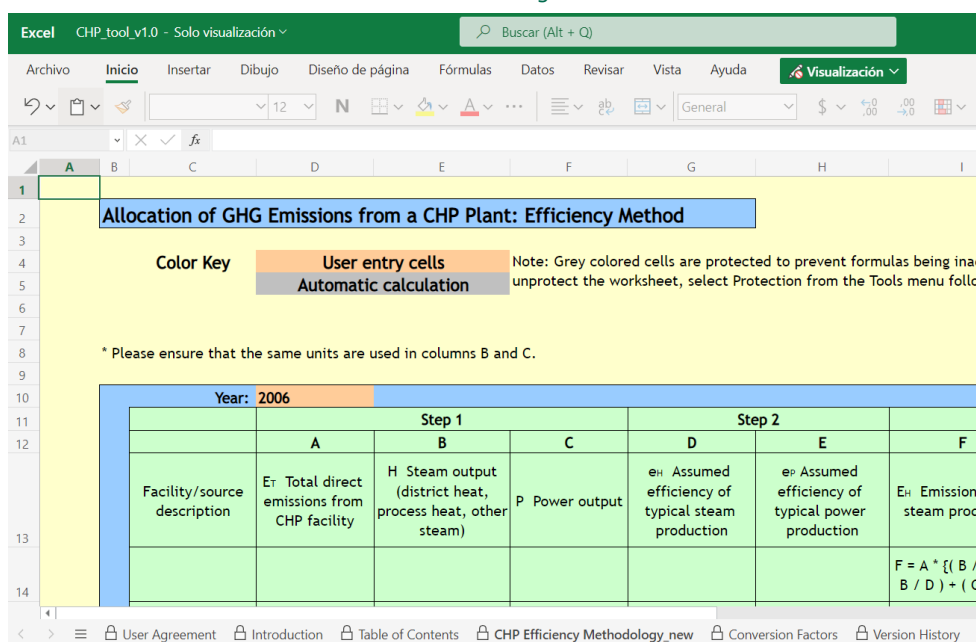 Excel CHP_tool_v1.0 - Solo visualización Buscar (Alt + Q)
Archivo Inicio Insertar Dibujo Diseño de página Fórmulas Datos Revisar Vista Ayuda Visualización
12 N A ... ab General $ .00
A1 fx
A B C D E F G H I
1
2 Allocation of GHG Emissions from a CHP Plant: Efficiency Method
3
4 Color Key User entry cells Note: Grey colored cells are protected to prevent formulas being
5 Automatic calculation unprotect the worksheet, select Protection from the Tools menu
6
7
8 * Please ensure that the same units are used in columns B and C.
9
10 Year: 2006
11 Step 1 Step 2
12 A B C D E F
13 Facility/source description
ET Total direct emissions from CHP facility
H Steam output (district heat, process heat, other steam)
P Power output
eH Assumed efficiency of typical steam production
eP Assumed efficiency of typical power production
EH steam
14 F = A * {( B /
B / D ) + (
User Agreement Introduction Table of Contents CHP Efficiency Methodology_new Conversion Factors Version History